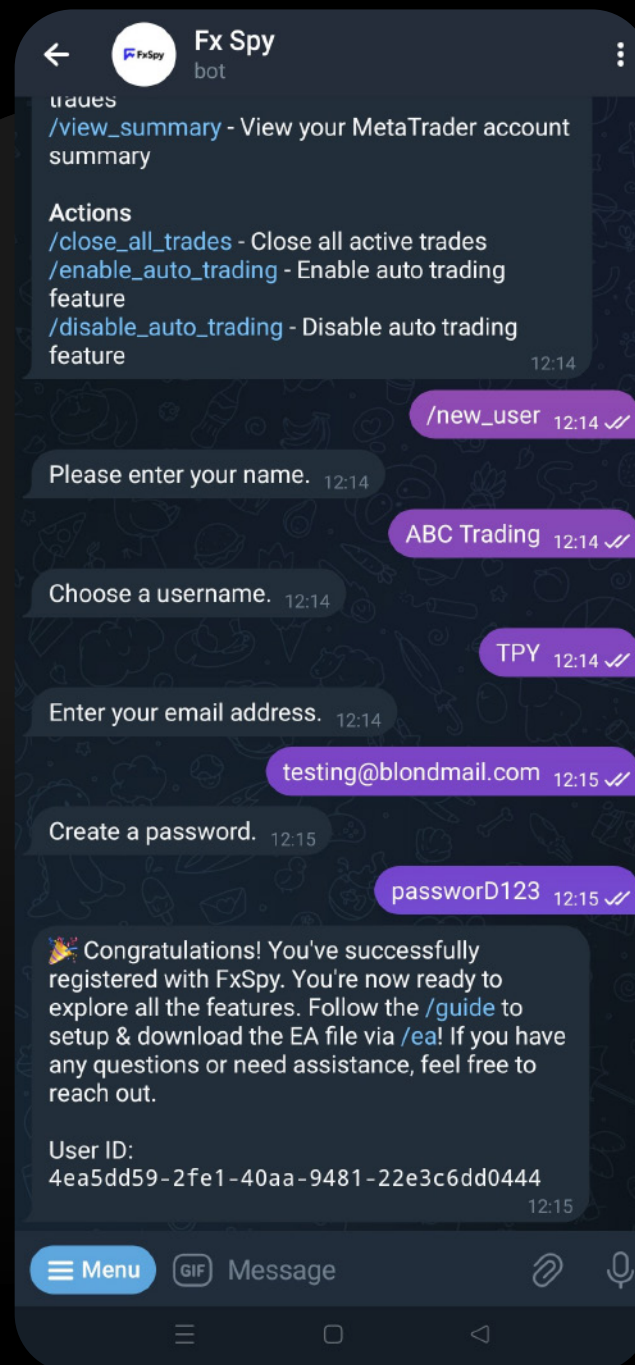 FxSpy
Fx Spy
bot
trades
/view_summary - View your MetaTrader account
summary
Actions
/close_all_trades - Close all active trades
/enable_auto_trading - Enable auto trading
feature
/disable_auto_trading - Disable auto trading
feature
12:14
/new_user 12:14
Please enter your name. 12:14
ABC Trading 12:14
Choose a username. 12:14
TPY 12:14
Enter your email address. 12:14
testing@blondmail.com 12:15
Create a password. 12:15
passworD123 12:15
🎉 Congratulations! You've successfully
registered with FxSpy. You're now ready to
explore all the features. Follow the /guide to
setup & download the EA file via /ea! If you have
any questions or need assistance, feel free to
reach out.
User ID:
4ea5dd59-2fe1-40aa-9481-22e3c6dd0444
12:15
Menu GIF Message